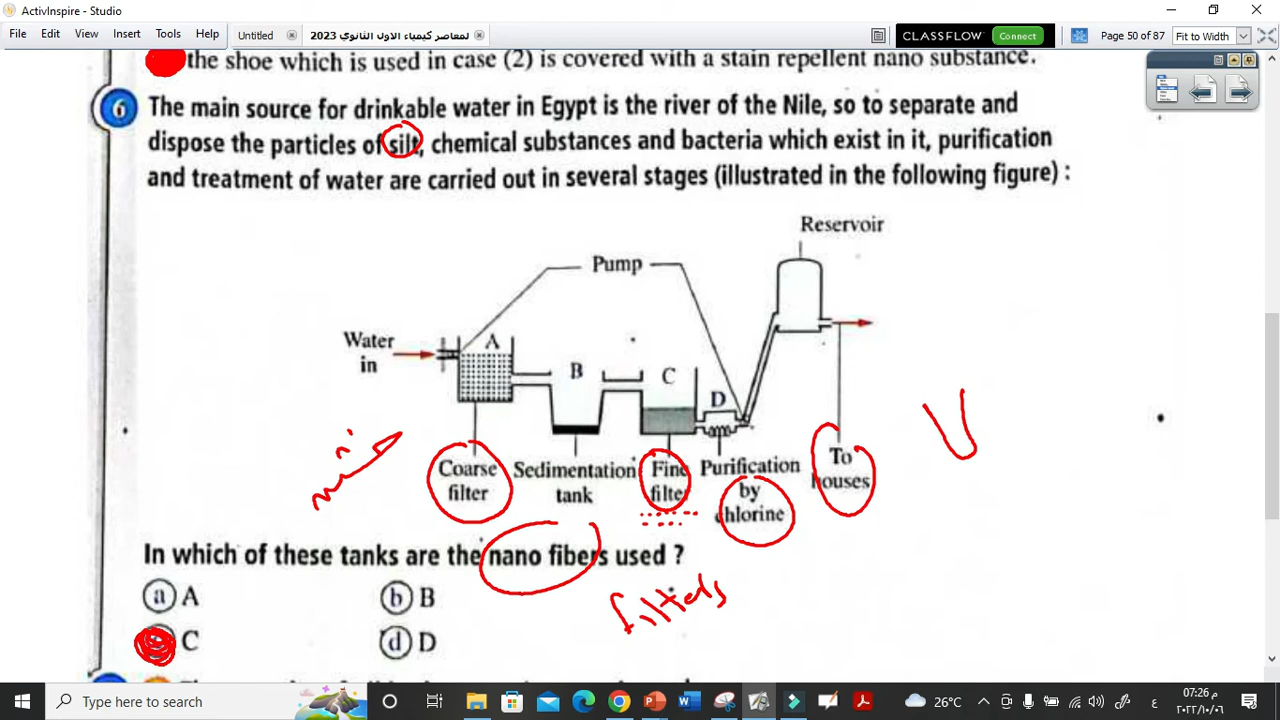 ActivInspire - Studio
File Edit View Insert Tools Help
Untitled
لمعاصر كيمياء الاول الثانوي 2023
CLASSFLOW Connect
Page 50 of 87
Fit to Width
the shoe which is used in case (2) is covered with a stain repellent nano substance.
6 The main source for drinkable water in Egypt is the river of the Nile, so to separate and
dispose the particles of silt, chemical substances and bacteria which exist in it, purification
and treatment of water are carried out in several stages (illustrated in the following figure) :
Reservoir
Pump
Water in
A
B
C
D
Coarse filter
Sedimentation tank
Fine filter
Purification by chlorine
To houses
In which of these tanks are the nano fibers used ?
filters
a A
b B
C
d D
Type here to search
26°C
ع
07:26 م
٢٠٢٢/١٠/٠٦